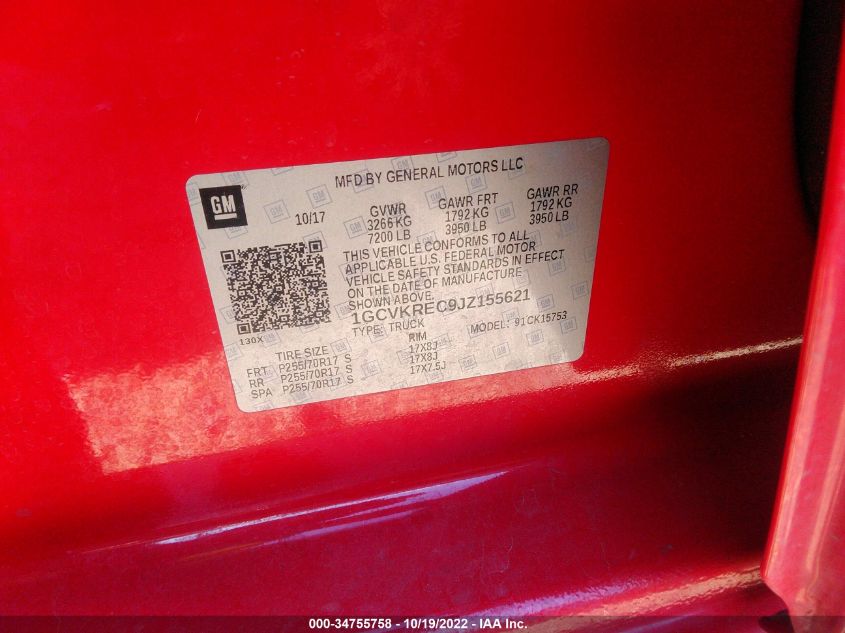 MFD BY GENERAL MOTORS LLC
GM
10/17
GVWR GAWR FRT GAWR RR
3266 KG 1792 KG 1792 KG
7200 LB 3950 LB 3950 LB
THIS VEHICLE CONFORMS TO ALL
APPLICABLE U.S. FEDERAL MOTOR
VEHICLE SAFETY STANDARDS IN EFFECT
ON THE DATE OF MANUFACTURE
SHOWN ABOVE.
1GCVKREC9JZ155621
TYPE: TRUCK MODEL: 91CK15753
130X
TIRE SIZE RIM
FRT P255/70R17 S 17X8J
RR P255/70R17 S 17X8J
SPA P255/70R17 S 17X7.5J
000-34755758 - 10/19/2022 - IAA Inc.